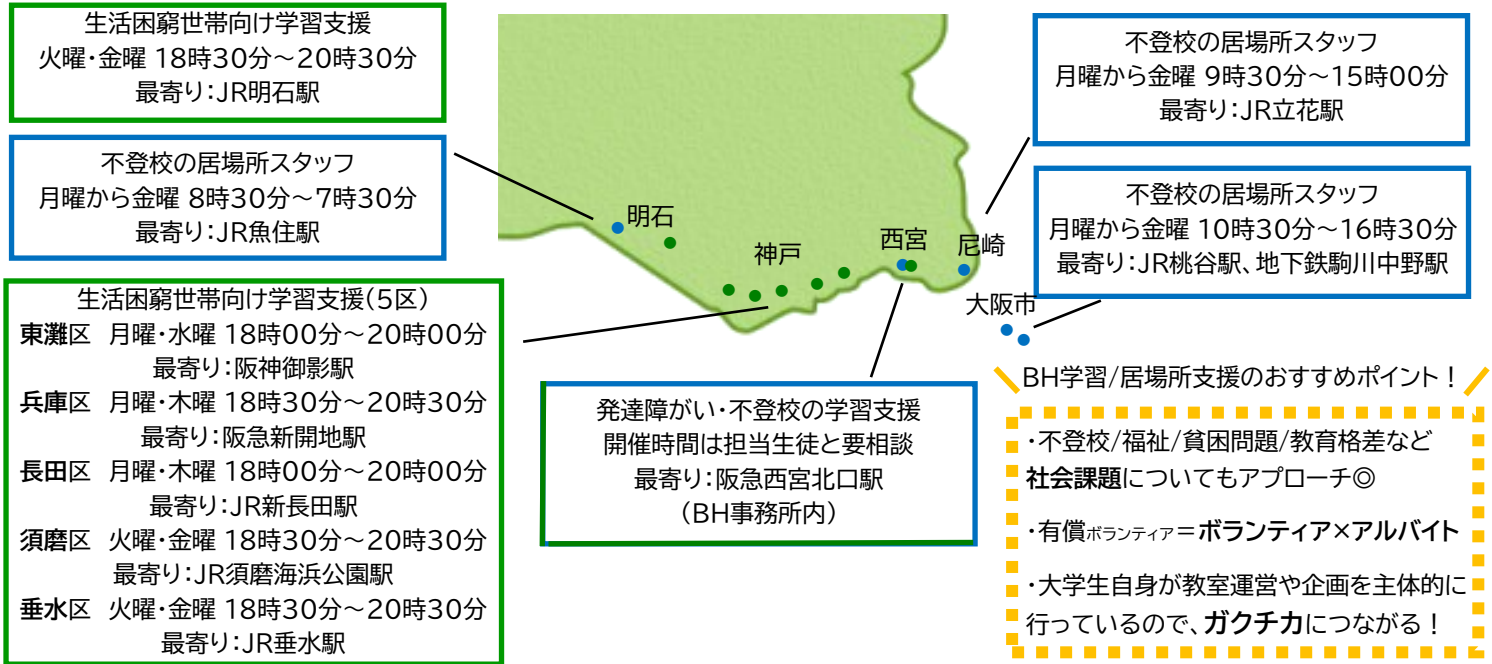 生活困窮世帯向け学習支援
火曜・金曜 18時30分～20時30分
最寄り：JR明石駅
不登校の居場所スタッフ
月曜から金曜 8時30分～7時30分
最寄り：JR魚住駅
生活困窮世帯向け学習支援（5区）
東灘区 月曜・水曜 18時00分～20時00分
最寄り：阪神御影駅
兵庫区 月曜・木曜 18時30分～20時30分
最寄り：阪急新開地駅
長田区 月曜・木曜 18時00分～20時00分
最寄り：JR新長田駅
須磨区 火曜・金曜 18時30分～20時30分
最寄り：JR須磨海浜公園駅
垂水区 火曜・金曜 18時30分～20時30分
最寄り：JR垂水駅
明石
神戸
西宮
尼崎
大阪市
発達障がい・不登校の学習支援
開催時間は担当生徒と要相談
最寄り：阪急西宮北口駅
（BH事務所内）
不登校の居場所スタッフ
月曜から金曜 9時30分～15時00分
最寄り：JR立花駅
不登校の居場所スタッフ
月曜から金曜 10時30分～16時30分
最寄り：JR桃谷駅、地下鉄駒川中野駅
BH学習/居場所支援のおすすめポイント！
・不登校/福祉/貧困問題/教育格差など
社会課題についてもアプローチ◎
・有償ボランティア＝ボランティア×アルバイト
・大学生自身が教室運営や企画を主体的に
行っているので、ガクチカにつながる！